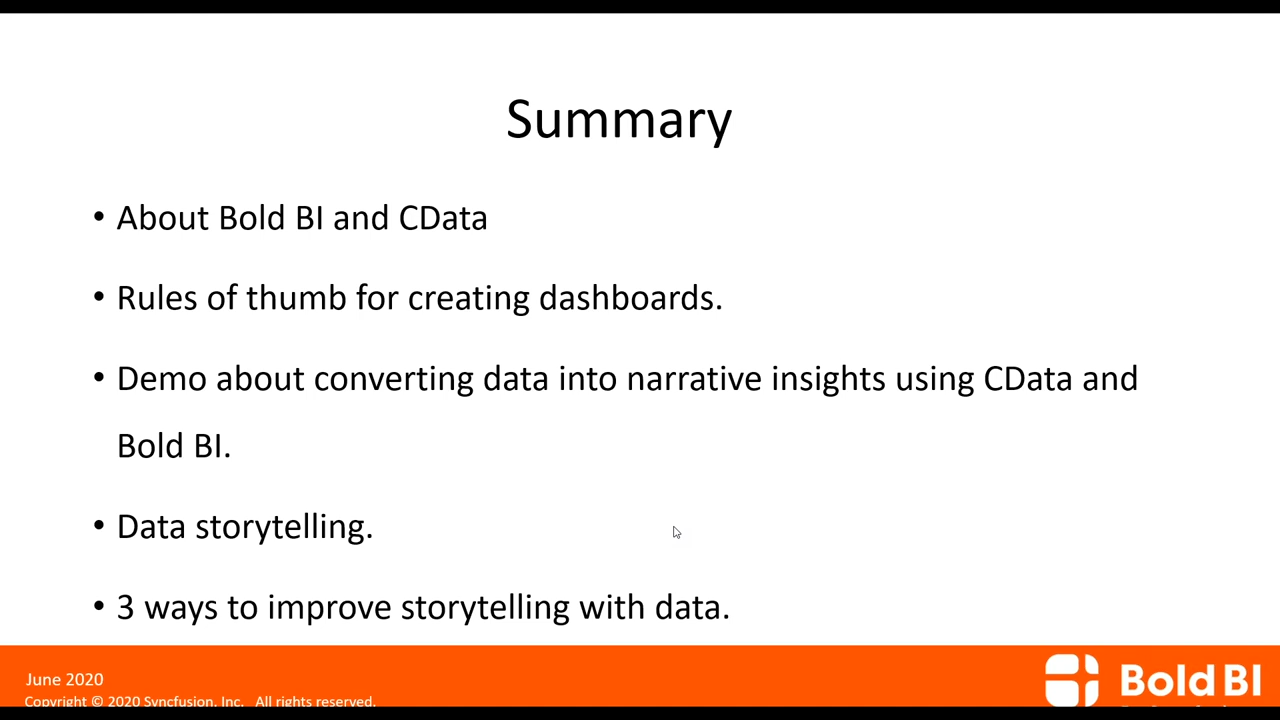 Summary
• About Bold BI and CData
• Rules of thumb for creating dashboards.
• Demo about converting data into narrative insights using CData and
Bold BI.
• Data storytelling.
• 3 ways to improve storytelling with data.
June 2020
Copyright © 2020 Syncfusion, Inc. All rights reserved.
Bold BI